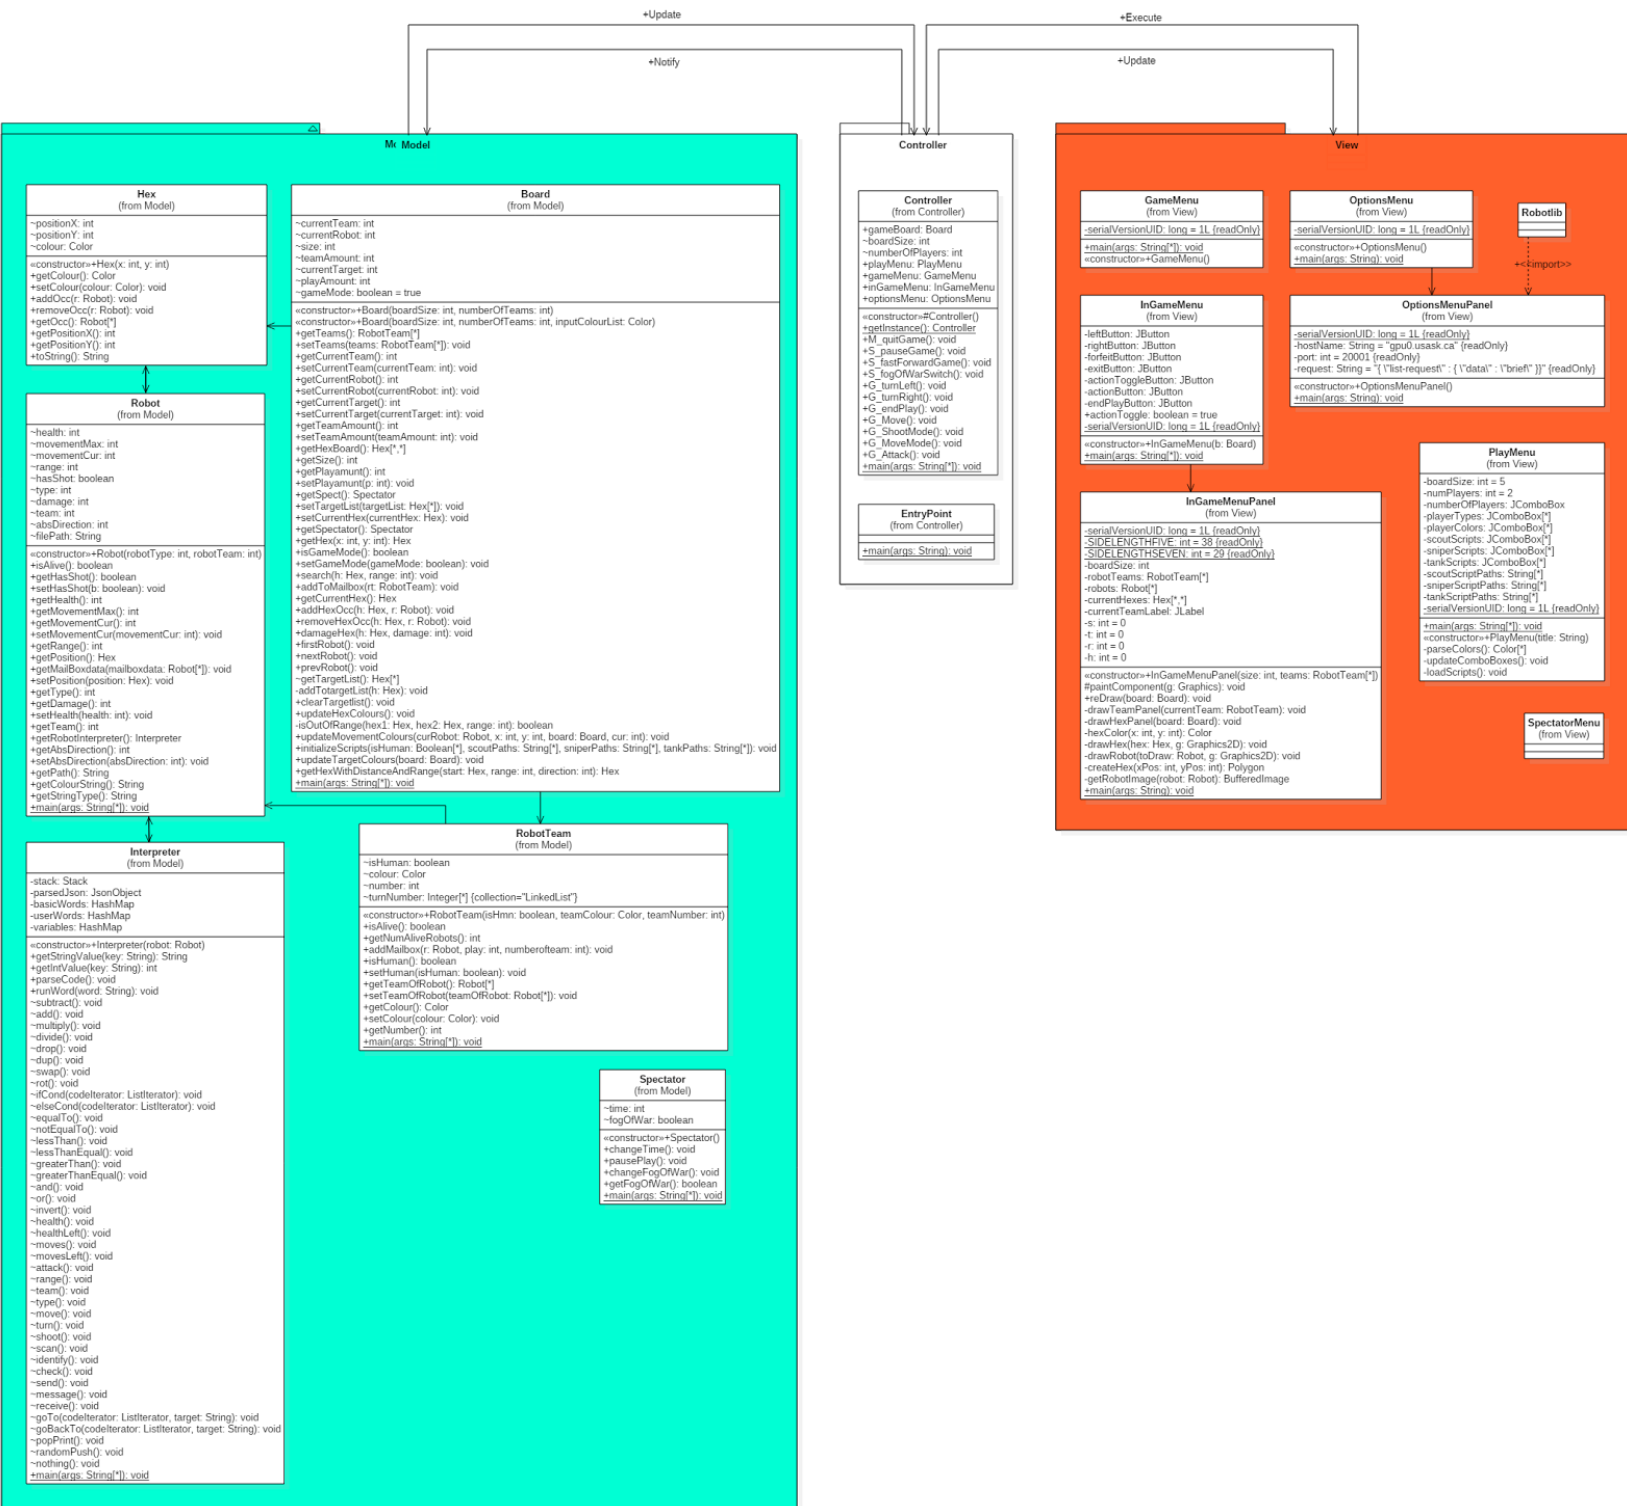 +Update
+Execute
+Notify
+Update
Model
Hex
(from Model)
~positionX: int
~positionY: int
~colour: Color
«constructor»+Hex(x: int, y: int)
+getColour(): Color
+setColour(colour: Color): void
+addOcc(r: Robot): void
+removeOcc(r: Robot): void
+getOcc(): Robot[*]
+getPositionX(): int
+getPositionY(): int
+toString(): String
Robot
(from Model)
~health: int
~movementMax: int
~movementCur: int
~range: int
~hasShot: boolean
~type: int
~damage: int
~team: int
~absDirection: int
~filePath: String
«constructor»+Robot(robotType: int, robotTeam: int)
+isAlive(): boolean
+getHasShot(): boolean
+setHasShot(b: boolean): void
+getHealth(): int
+getMovementMax(): int
+getMovementCur(): int
+setMovementCur(movementCur: int): void
+getRange(): int
+getPosition(): Hex
+getMailBoxdata(mailboxdata: Robot[*]): void
+setPosition(position: Hex): void
+getType(): int
+getDamage(): int
+setHealth(health: int): void
+getTeam(): int
+getRobotInterpreter(): Interpreter
+getAbsDirection(): int
+setAbsDirection(absDirection: int): void
+getPath(): String
+getColourString(): String
+getStringType(): String
+main(args: String[*]): void
Interpreter
(from Model)
-stack: Stack
-parsedJson: JsonObject
-basicWords: HashMap
-userWords: HashMap
-variables: HashMap
«constructor»+Interpreter(robot: Robot)
+getStringValue(key: String): String
+getIntValue(key: String): int
+parseCode(): void
+runWord(word: String): void
~subtract(): void
~add(): void
~multiply(): void
~divide(): void
~drop(): void
~dup(): void
~swap(): void
~rot(): void
~ifCond(codeIterator: ListIterator): void
~elseCond(codeIterator: ListIterator): void
~equalTo(): void
~notEqualTo(): void
~lessThan(): void
~lessThanEqual(): void
~greaterThan(): void
~greaterThanEqual(): void
~and(): void
~or(): void
~invert(): void
~health(): void
~healthLeft(): void
~moves(): void
~movesLeft(): void
~attack(): void
~range(): void
~team(): void
~type(): void
~move(): void
~turn(): void
~shoot(): void
~scan(): void
~identify(): void
~check(): void
~send(): void
~message(): void
~receive(): void
~goTo(codeIterator: ListIterator, target: String): void
~goBackTo(codeIterator: ListIterator, target: String): void
~popPrint(): void
~randomPush(): void
~nothing(): void
+main(args: String[*]): void
Board
(from Model)
~currentTeam: int
~currentRobot: int
~size: int
~teamAmount: int
~currentTarget: int
~playAmount: int
~gameMode: boolean = true
«constructor»+Board(boardSize: int, numberOfTeams: int)
«constructor»+Board(boardSize: int, numberOfTeams: int, inputColourList: Color)
+getTeams(): RobotTeam[*]
+setTeams(teams: RobotTeam[*]): void
+getCurrentTeam(): int
+setCurrentTeam(currentTeam: int): void
+getCurrentRobot(): int
+setCurrentRobot(currentRobot: int): void
+getCurrentTarget(): int
+setCurrentTarget(currentTarget: int): void
+getTeamAmount(): int
+setTeamAmount(teamAmount: int): void
+getHexBoard(): Hex[*,*]
+getSize(): int
+getPlayamunt(): int
+setPlayamunt(p: int): void
+getSpect(): Spectator
+setTargetList(targetList: Hex[*]): void
+setCurrentHex(currentHex: Hex): void
+getSpectator(): Spectator
+getHex(x: int, y: int): Hex
+isGameMode(): boolean
+setGameMode(gameMode: boolean): void
+search(h: Hex, range: int): void
+addToMailbox(rt: RobotTeam): void
+getCurrentHex(): Hex
+addHexOcc(h: Hex, r: Robot): void
+removeHexOcc(h: Hex, r: Robot): void
+damageHex(h: Hex, damage: int): void
+firstRobot(): void
+nextRobot(): void
+prevRobot(): void
~getTargetList(): Hex[*]
-addTotargetList(h: Hex): void
+clearTargetlist(): void
+updateHexColours(): void
-isOutOfRange(hex1: Hex, hex2: Hex, range: int): boolean
+updateMovementColours(curRobot: Robot, x: int, y: int, board: Board, cur: int): void
+initializeScripts(isHuman: Boolean[*], scoutPaths: String[*], sniperPaths: String[*], tankPaths: String[*]): void
+updateTargetColours(board: Board): void
+getHexWithDistanceAndRange(start: Hex, range: int, direction: int): Hex
+main(args: String[*]): void
RobotTeam
(from Model)
~isHuman: boolean
~colour: Color
~number: int
~turnNumber: Integer[*] {collection="LinkedList"}
«constructor»+RobotTeam(isHmn: boolean, teamColour: Color, teamNumber: int)
+isAlive(): boolean
+getNumAliveRobots(): int
+addMailbox(r: Robot, play: int, numberofteam: int): void
+isHuman(): boolean
+setHuman(isHuman: boolean): void
+getTeamOfRobot(): Robot[*]
+setTeamOfRobot(teamOfRobot: Robot[*]): void
+getColour(): Color
+setColour(colour: Color): void
+getNumber(): int
+main(args: String[*]): void
Spectator
(from Model)
~time: int
~fogOfWar: boolean
«constructor»+Spectator()
+changeTime(): void
+pausePlay(): void
+changeFogOfWar(): void
+getFogOfWar(): boolean
+main(args: String[*]): void
Controller
Controller
(from Controller)
+gameBoard: Board
~boardSize: int
~numberOfPlayers: int
+playMenu: PlayMenu
+gameMenu: GameMenu
+inGameMenu: InGameMenu
+optionsMenu: OptionsMenu
«constructor»#Controller()
+getInstance(): Controller
+M_quitGame(): void
+S_pauseGame(): void
+S_fastForwardGame(): void
+S_fogOfWarSwitch(): void
+G_turnLeft(): void
+G_turnRight(): void
+G_endPlay(): void
+G_Move(): void
+G_ShootMode(): void
+G_MoveMode(): void
+G_Attack(): void
+main(args: String[*]): void
EntryPoint
(from Controller)
+main(args: String): void
View
GameMenu
(from View)
-serialVersionUID: long = 1L {readOnly}
+main(args: String[*]): void
«constructor»+GameMenu()
OptionsMenu
(from View)
-serialVersionUID: long = 1L {readOnly}
«constructor»+OptionsMenu()
+main(args: String): void
Robotlib
+<<import>>
InGameMenu
(from View)
-leftButton: JButton
-rightButton: JButton
-forfeitButton: JButton
-exitButton: JButton
-actionToggleButton: JButton
-actionButton: JButton
-endPlayButton: JButton
+actionToggle: boolean = true
-serialVersionUID: long = 1L {readOnly}
«constructor»+InGameMenu(b: Board)
+main(args: String[*]): void
OptionsMenuPanel
(from View)
-serialVersionUID: long = 1L {readOnly}
-hostName: String = "gpu0.usask.ca" {readOnly}
-port: int = 20001 {readOnly}
-request: String = "{ \"list-request\" : { \"data\" : \"brief\" }}" {readOnly}
«constructor»+OptionsMenuPanel()
+main(args: String): void
InGameMenuPanel
(from View)
-serialVersionUID: long = 1L {readOnly}
-SIDELENGTHFIVE: int = 38 {readOnly}
-SIDELENGTHSEVEN: int = 29 {readOnly}
-boardSize: int
-robotTeams: RobotTeam[*]
-robots: Robot[*]
-currentHexes: Hex[*,*]
-currentTeamLabel: JLabel
-s: int = 0
-t: int = 0
-r: int = 0
-h: int = 0
«constructor»+InGameMenuPanel(size: int, teams: RobotTeam[*])
#paintComponent(g: Graphics): void
+reDraw(board: Board): void
-drawTeamPanel(currentTeam: RobotTeam): void
-drawHexPanel(board: Board): void
-hexColor(x: int, y: int): Color
-drawHex(hex: Hex, g: Graphics2D): void
-drawRobot(toDraw: Robot, g: Graphics2D): void
-createHex(xPos: int, yPos: int): Polygon
-getRobotImage(robot: Robot): BufferedImage
+main(args: String): void
PlayMenu
(from View)
-boardSize: int = 5
-numPlayers: int = 2
-numberOfPlayers: JComboBox
-playerTypes: JComboBox[*]
-playerColors: JComboBox[*]
-scoutScripts: JComboBox[*]
-sniperScripts: JComboBox[*]
-tankScripts: JComboBox[*]
-scoutScriptPaths: String[*]
-sniperScriptPaths: String[*]
-tankScriptPaths: String[*]
-serialVersionUID: long = 1L {readOnly}
+main(args: String[*]): void
«constructor»+PlayMenu(title: String)
-parseColors(): Color[*]
-updateComboBoxes(): void
-loadScripts(): void
SpectatorMenu
(from View)